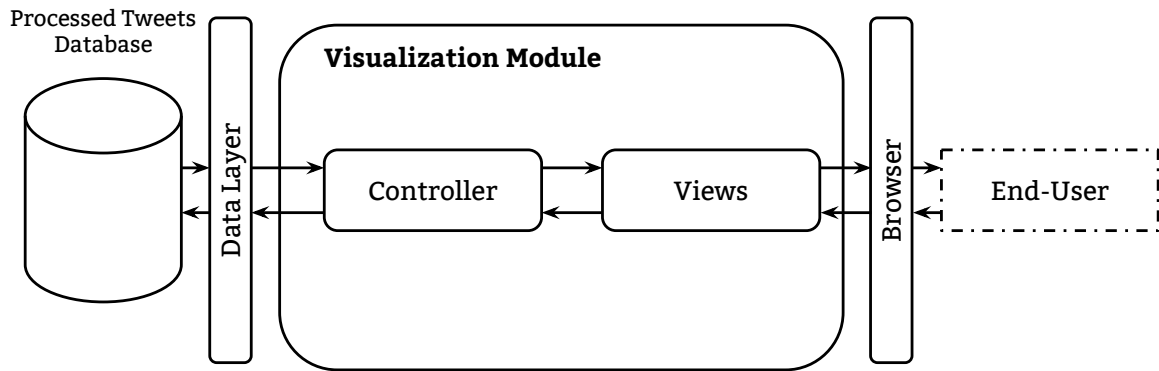 Processed Tweets
Database
Data Layer
Visualization Module
Controller
Views
Browser
End-User